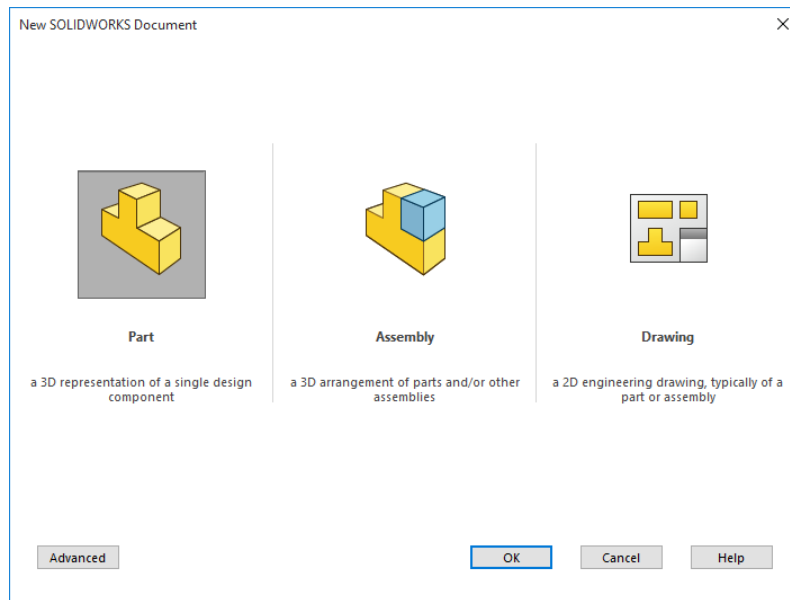 New SOLIDWORKS Document
Part
a 3D representation of a single design
component
Assembly
a 3D arrangement of parts and/or other
assemblies
Drawing
a 2D engineering drawing, typically of a
part or assembly
Advanced
OK
Cancel
Help